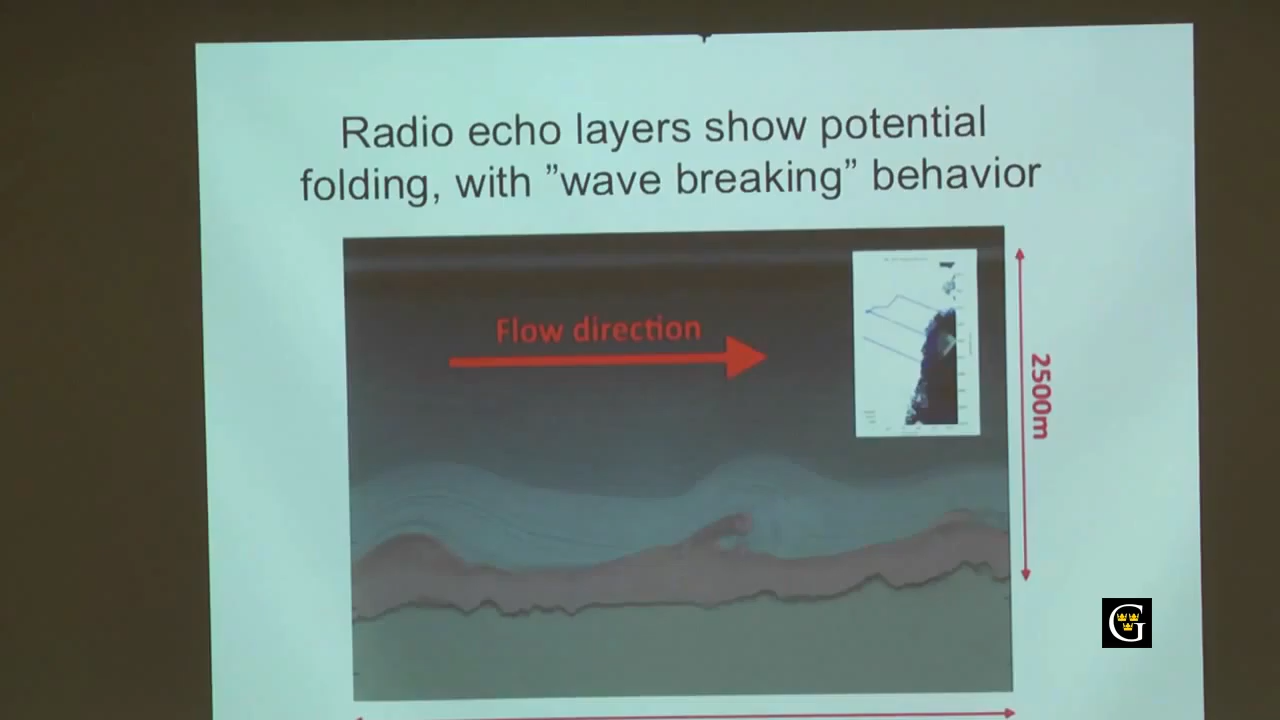 Radio echo layers show potential
folding, with ”wave breaking” behavior
Flow direction
2500m
G